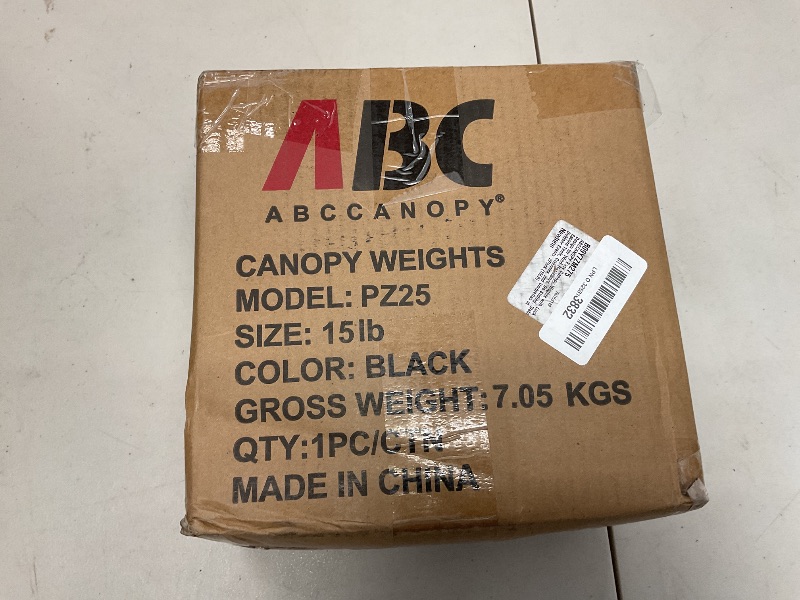 ABC
ABCCANOPY®
CANOPY WEIGHTS
MODEL: PZ25
SIZE: 15lb
COLOR: BLACK
GROSS WEIGHT: 7.05 KGS
QTY:1PC/CTN
MADE IN CHINA
3832